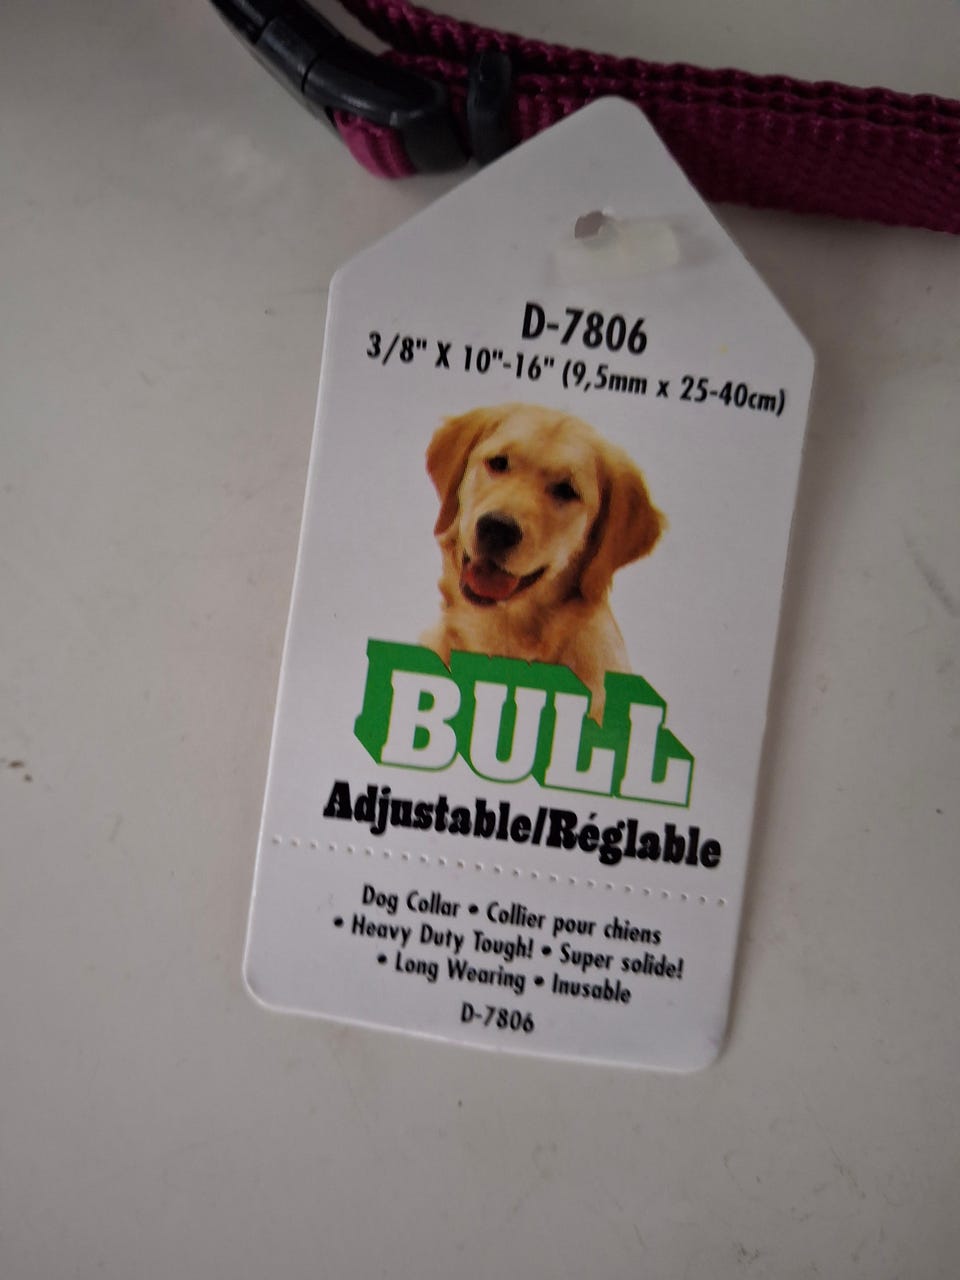 D-7806
3/8" X 10"-16" (9,5mm x 25-40cm)
BULL
Adjustable/Réglable
Dog Collar • Collier pour chiens
• Heavy Duty Tough! • Super solide!
• Long Wearing • Inusable
D-7806